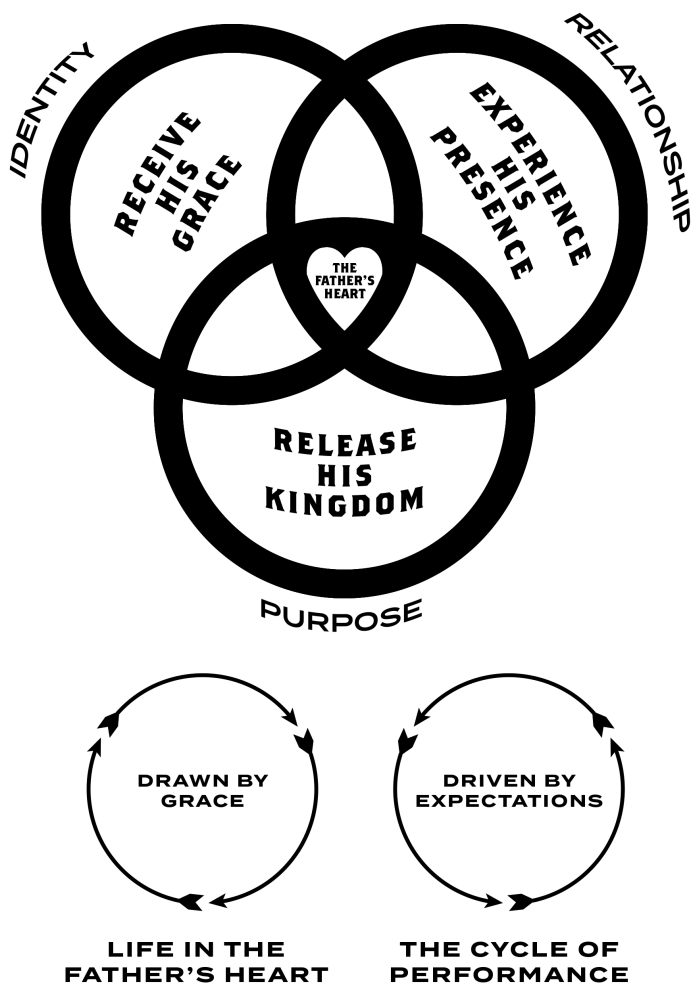 IDENTITY
RELATIONSHIP
RECEIVE
HIS
GRACE
EXPERIENCE
HIS
PRESENCE
THE
FATHER'S
HEART
RELEASE
HIS
KINGDOM
PURPOSE
DRAWN BY
GRACE
DRIVEN BY
EXPECTATIONS
LIFE IN THE
FATHER'S HEART
THE CYCLE OF
PERFORMANCE